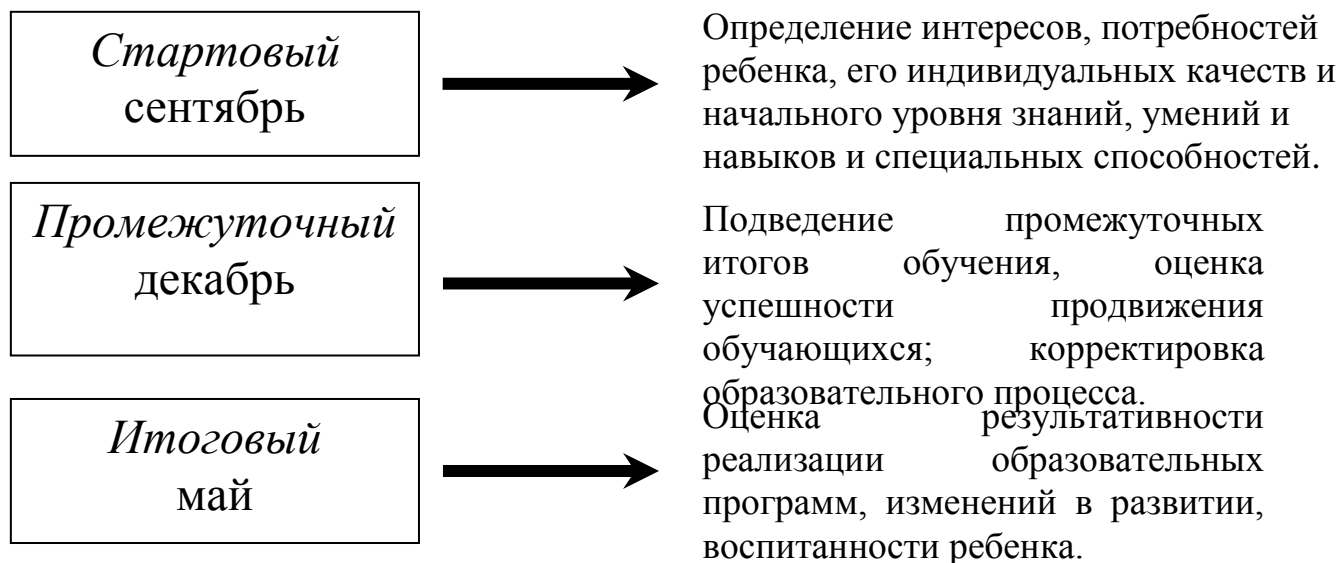 Стартовый
сентябрь
Определение интересов, потребностей
ребенка, его индивидуальных качеств и
начального уровня знаний, умений и
навыков и специальных способностей.
Промежуточный
декабрь
Подведение промежуточных
итогов обучения, оценка
успешности продвижения
обучающихся; корректировка
образовательного процесса.
Итоговый
май
Оценка результативности
реализации образовательных
программ, изменений в развитии,
воспитанности ребенка.